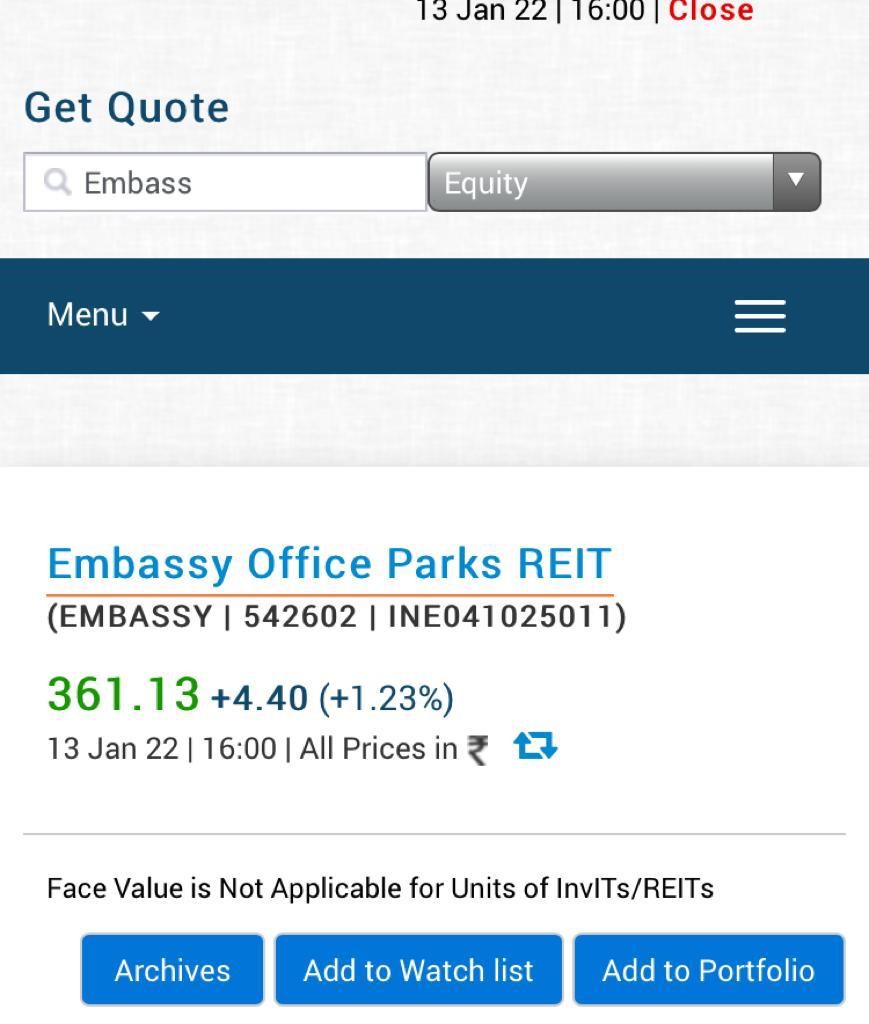 13 Jan 22 | 16:00 | Close
Get Quote
Embass
Equity
Menu
Embassy Office Parks REIT
(EMBASSY | 542602 | INE041025011)
361.13 +4.40 (+1.23%)
13 Jan 22 | 16:00 | All Prices in ₹
Face Value is Not Applicable for Units of InvITs/REITs
Archives
Add to Watch list
Add to Portfolio